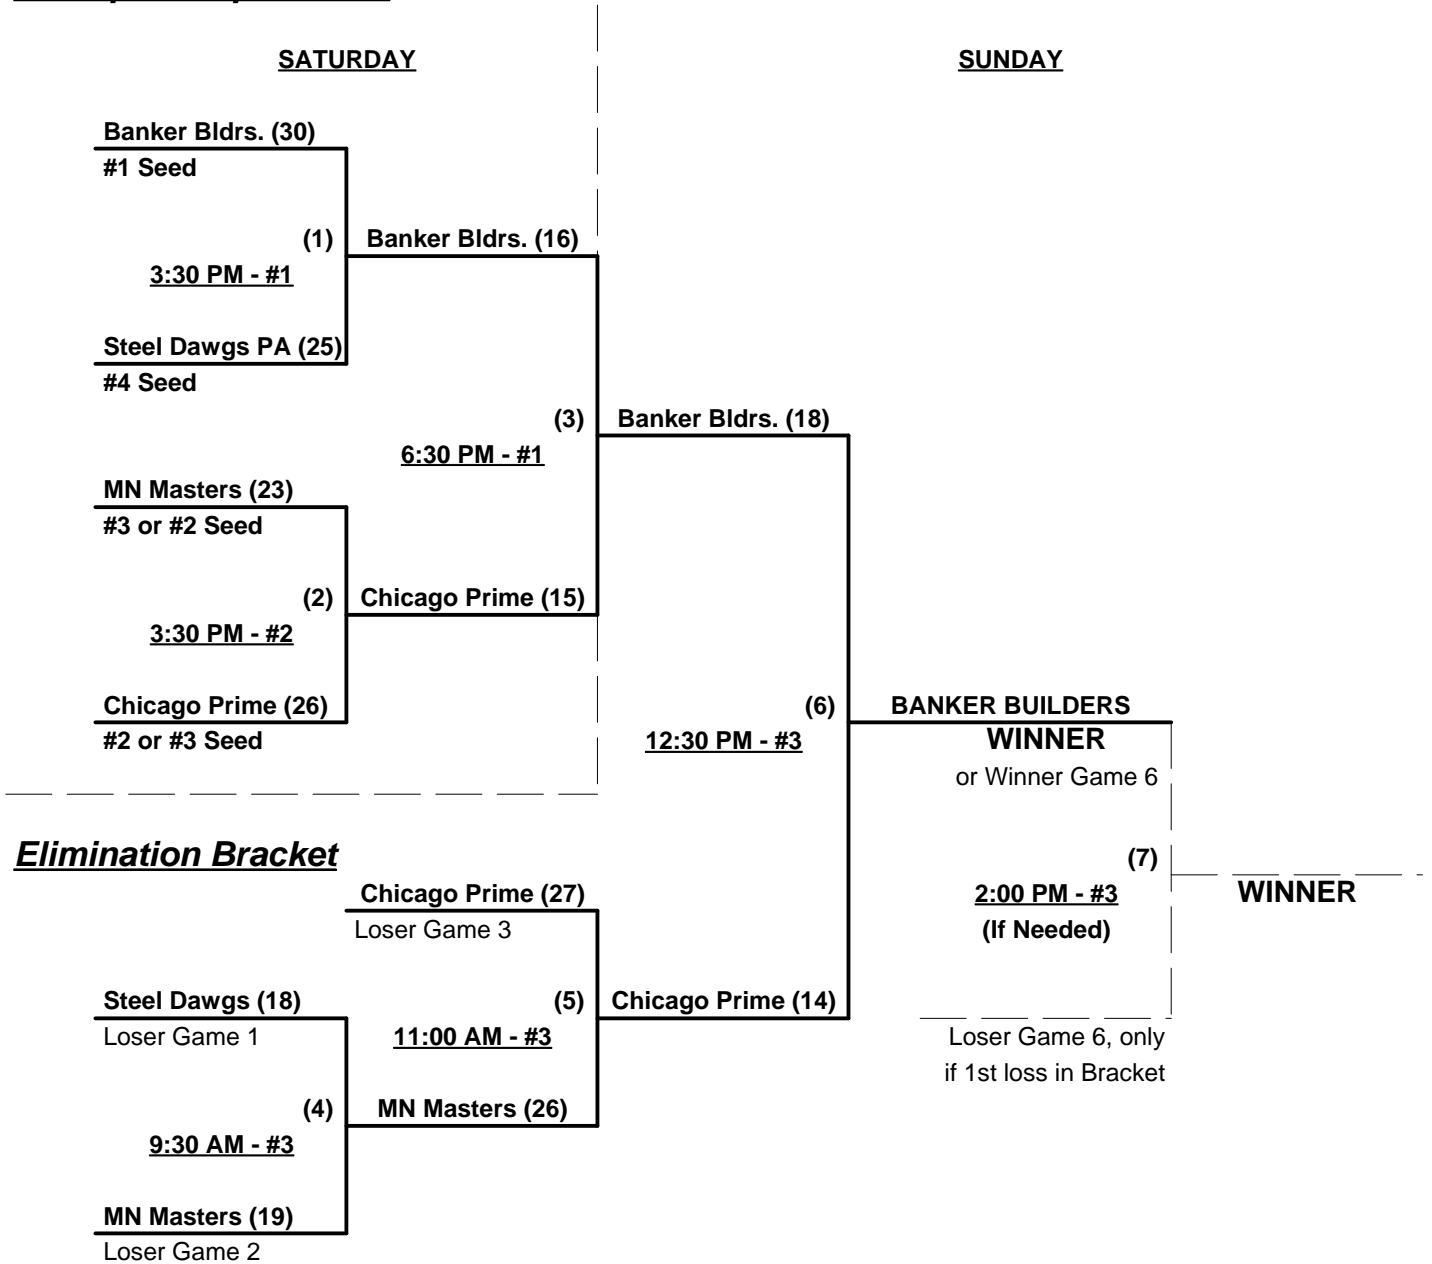 SATURDAY
SUNDAY
Banker Bldrs. (30)
#1 Seed
(1)
Banker Bldrs. (16)
3:30 PM - #1
Steel Dawgs PA (25)
#4 Seed
(3)
Banker Bldrs. (18)
6:30 PM - #1
MN Masters (23)
#3 or #2 Seed
(2)
Chicago Prime (15)
3:30 PM - #2
Chicago Prime (26)
#2 or #3 Seed
(6)
BANKER BUILDERS
12:30 PM - #3
WINNER
or Winner Game 6
Elimination Bracket
(7)
Chicago Prime (27)
2:00 PM - #3
WINNER
Loser Game 3
(If Needed)
Steel Dawgs (18)
(5)
Chicago Prime (14)
Loser Game 1
11:00 AM - #3
Loser Game 6, only
if 1st loss in Bracket
(4)
MN Masters (26)
9:30 AM - #3
MN Masters (19)
Loser Game 2